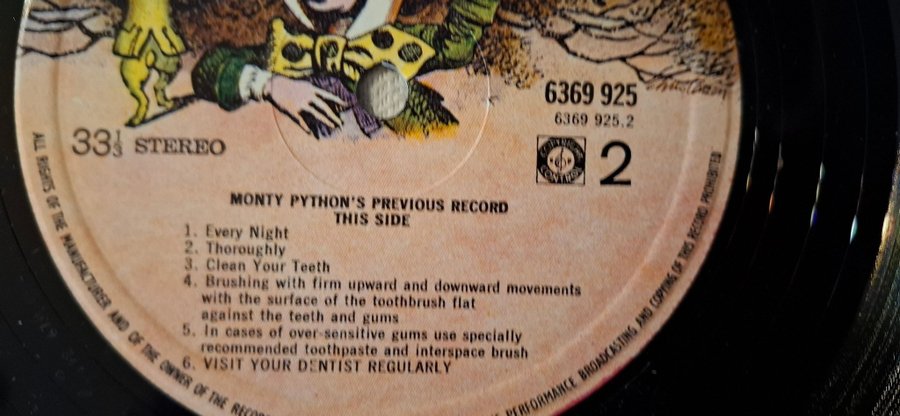 6369 925
6369 925.2
33⅓ STEREO
COPYRIGHT CONTROL
2
MONTY PYTHON'S PREVIOUS RECORD
THIS SIDE
1. Every Night
2. Thoroughly
3. Clean Your Teeth
4. Brushing with firm upward and downward movements
with the surface of the toothbrush flat
against the teeth and gums
5. In cases of over-sensitive gums use specially
recommended toothpaste and interspace brush
6. VISIT YOUR DENTIST REGULARLY
ALL RIGHTS OF THE MANUFACTURER AND OF THE OWNER OF THE RECOR
PERFORMANCE BROADCASTING AND COPYING OF THIS RECORD PROHIBITED